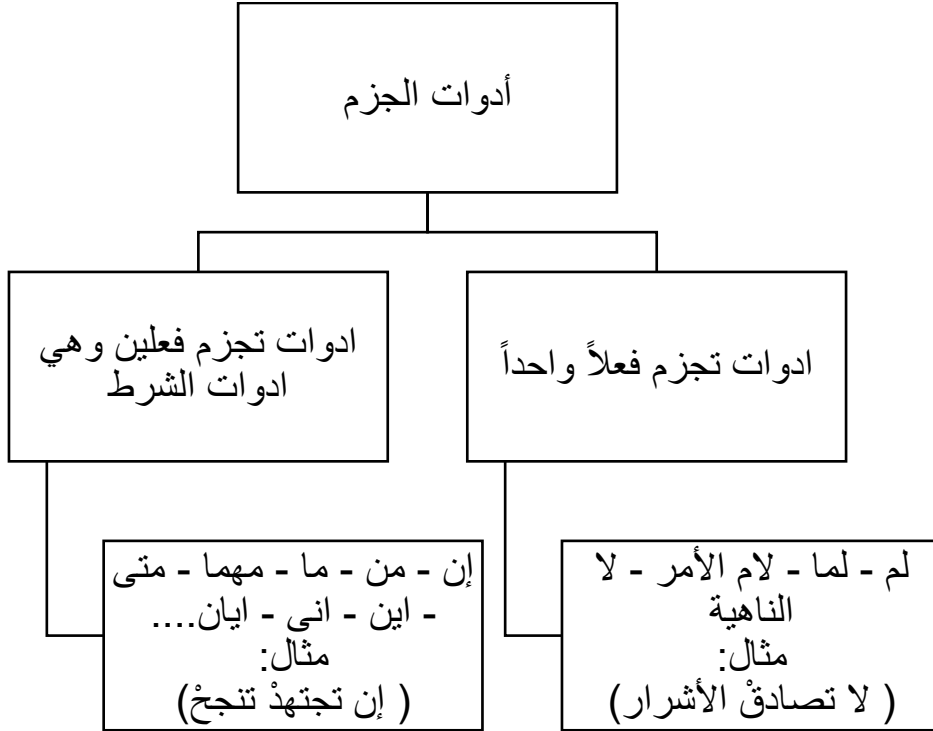 أدوات الجزم
ادوات تجزم فعلاً واحداً
ادوات تجزم فعلين وهي
ادوات الشرط
لم - لما - لام الأمر - لا
الناهية
مثال:
( لا تصادقْ الأشرار)
إن - من - ما - مهما - متى
- اين - انى - ايان....
مثال:
( إن تجتهدْ تنجحْ)